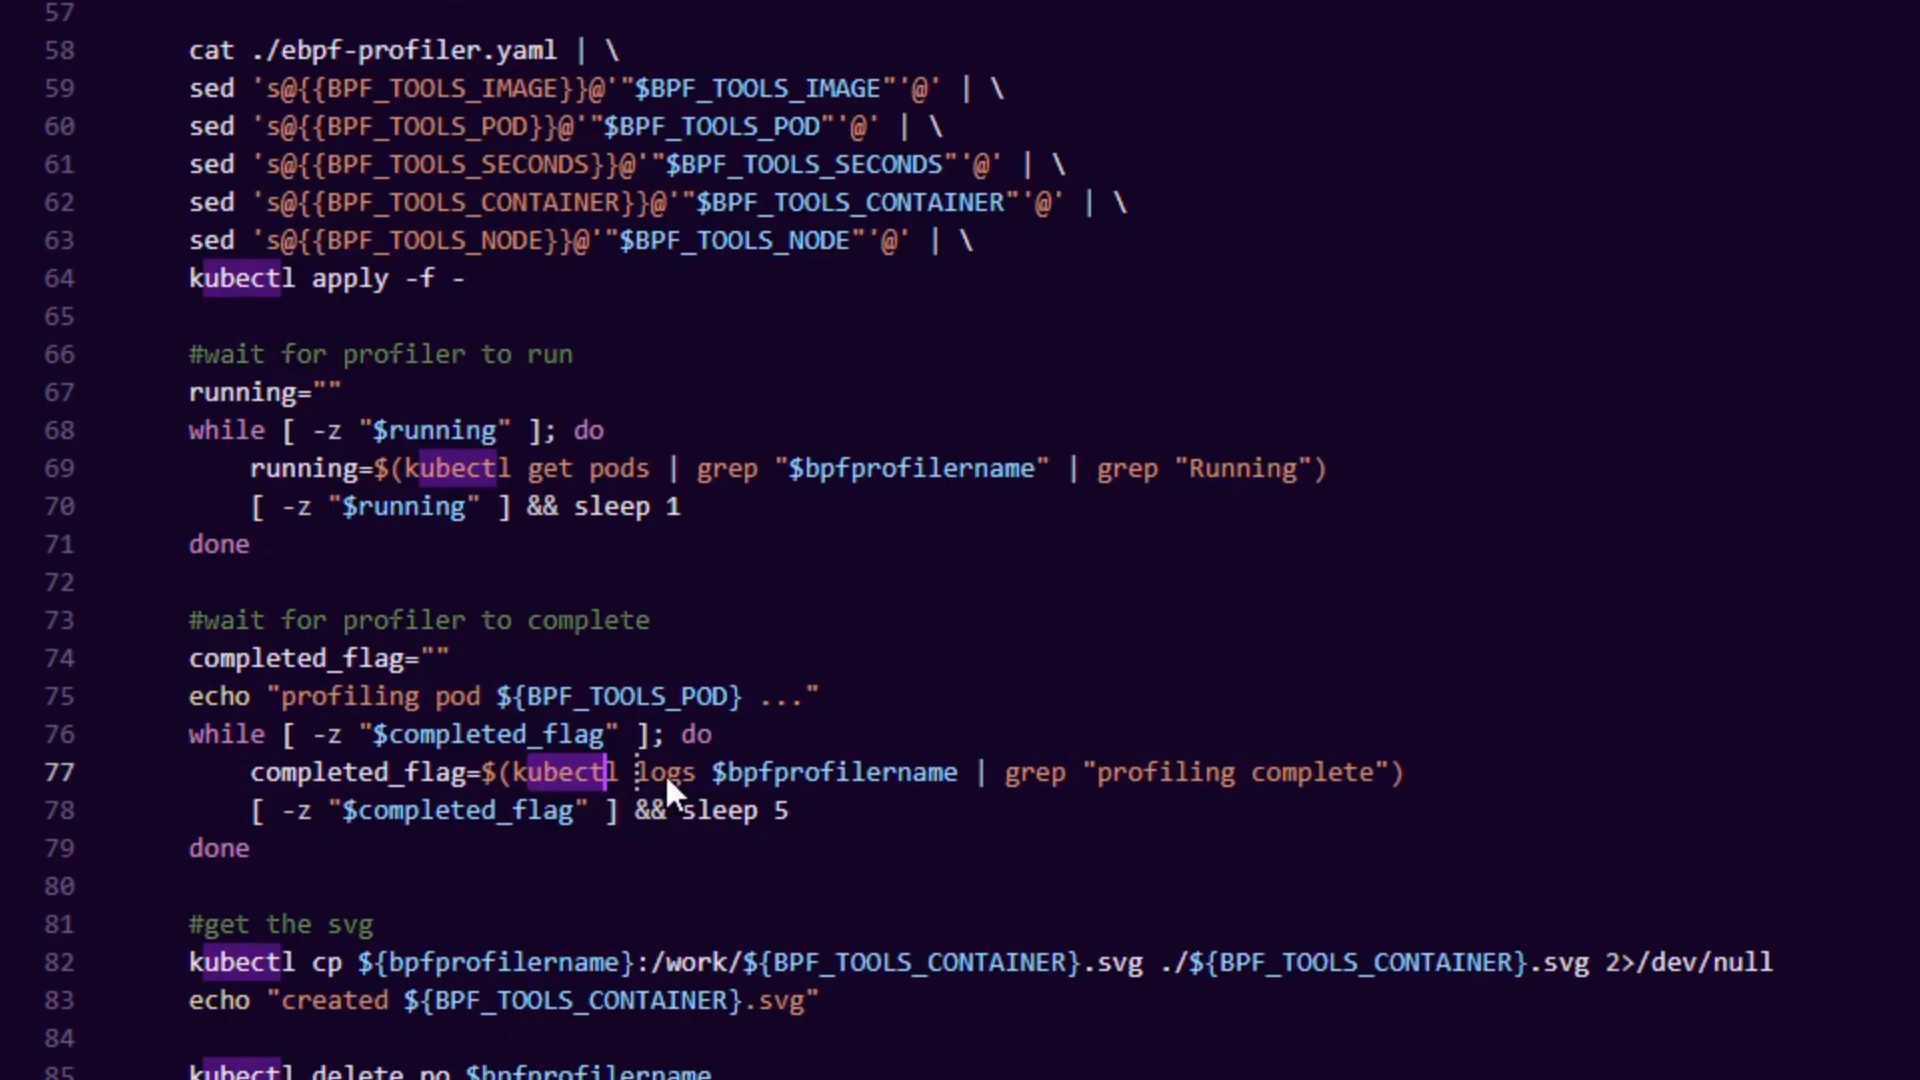 57
58 cat ./ebpf-profiler.yaml | \
59 sed 's@{{BPF_TOOLS_IMAGE}}@'"$BPF_TOOLS_IMAGE"'@' | \
60 sed 's@{{BPF_TOOLS_POD}}@'"$BPF_TOOLS_POD"'@' | \
61 sed 's@{{BPF_TOOLS_SECONDS}}@'"$BPF_TOOLS_SECONDS"'@' | \
62 sed 's@{{BPF_TOOLS_CONTAINER}}@'"$BPF_TOOLS_CONTAINER"'@' | \
63 sed 's@{{BPF_TOOLS_NODE}}@'"$BPF_TOOLS_NODE"'@' | \
64 kubectl apply -f -
65
66 #wait for profiler to run
67 running=""
68 while [ -z "$running" ]; do
69 running=$(kubectl get pods | grep "$bpfprofilername" | grep "Running")
70 [ -z "$running" ] && sleep 1
71 done
72
73 #wait for profiler to complete
74 completed_flag=""
75 echo "profiling pod ${BPF_TOOLS_POD} ..."
76 while [ -z "$completed_flag" ]; do
77 completed_flag=$(kubectl logs $bpfprofilername | grep "profiling complete")
78 [ -z "$completed_flag" ] && sleep 5
79 done
80
81 #get the svg
82 kubectl cp ${bpfprofilername}:/work/${BPF_TOOLS_CONTAINER}.svg ./${BPF_TOOLS_CONTAINER}.svg 2>/dev/null
83 echo "created ${BPF_TOOLS_CONTAINER}.svg"
84
85 kubectl delete po $bpfprofilername